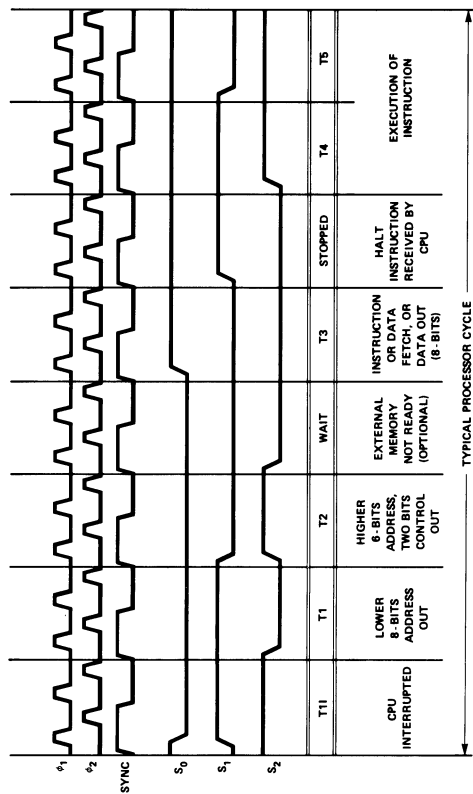 ϕ1
ϕ2
SYNC
S0
S1
S2
T1I
T1
T2
WAIT
T3
STOPPED
T4
T5
CPU
INTERRUPTED
LOWER
8-BITS
ADDRESS
OUT
HIGHER
6-BITS
ADDRESS,
TWO BITS
CONTROL
OUT
EXTERNAL
MEMORY
NOT READY
(OPTIONAL)
INSTRUCTION
OR DATA
FETCH, OR
DATA OUT
(8-BITS)
HALT
INSTRUCTION
RECEIVED BY
CPU
EXECUTION OF
INSTRUCTION
TYPICAL PROCESSOR CYCLE